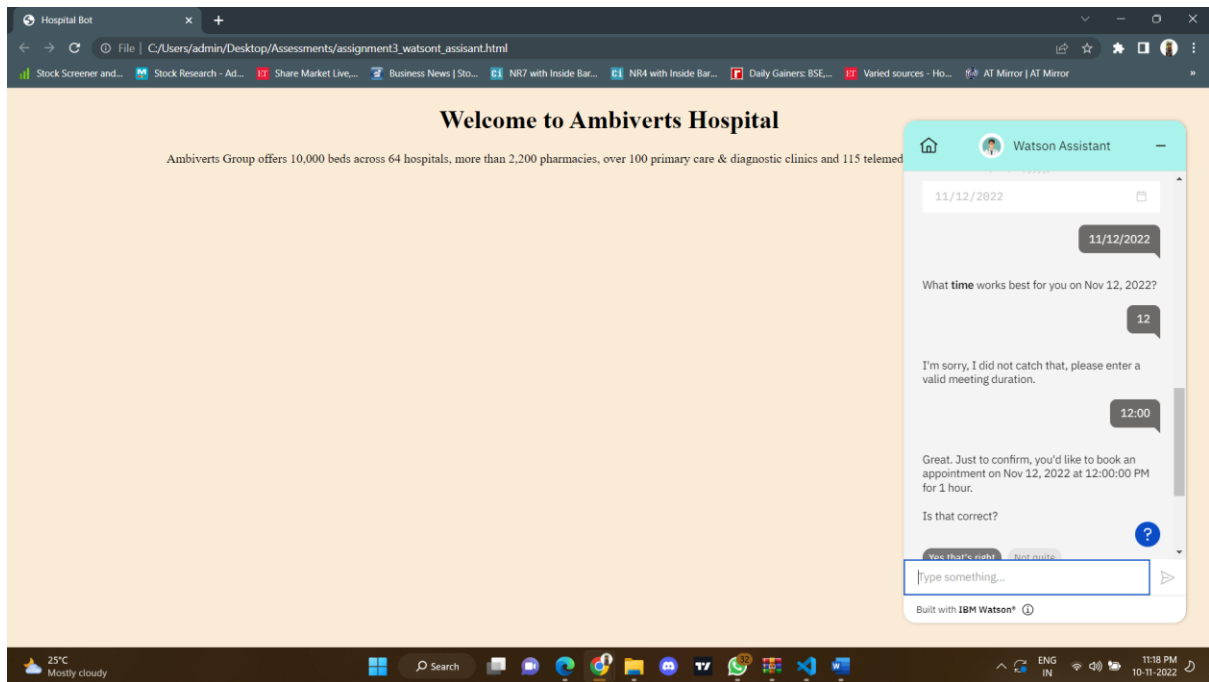 Hospital Bot
File | C:/Users/admin/Desktop/Assessments/assignment3_watsont_assisant.html
Stock Screener and... Stock Research - Ad... Share Market Live,... Business News | Sto... NR7 with Inside Bar... NR4 with Inside Bar... Daily Gainers: BSE,... Varied sources - Ho... AT Mirror | AT Mirror
Welcome to Ambiverts Hospital
Ambiverts Group offers 10,000 beds across 64 hospitals, more than 2,200 pharmacies, over 100 primary care & diagnostic clinics and 115 telemed
Watson Assistant
11/12/2022
11/12/2022
What time works best for you on Nov 12, 2022?
12
I'm sorry, I did not catch that, please enter a
valid meeting duration.
12:00
Great. Just to confirm, you'd like to book an
appointment on Nov 12, 2022 at 12:00:00 PM
for 1 hour.
Is that correct?
Yes that's right Not quite
Type something...
Built with IBM Watson®
25°C
Mostly cloudy
Search
ENG
IN
11:18 PM
10-11-2022